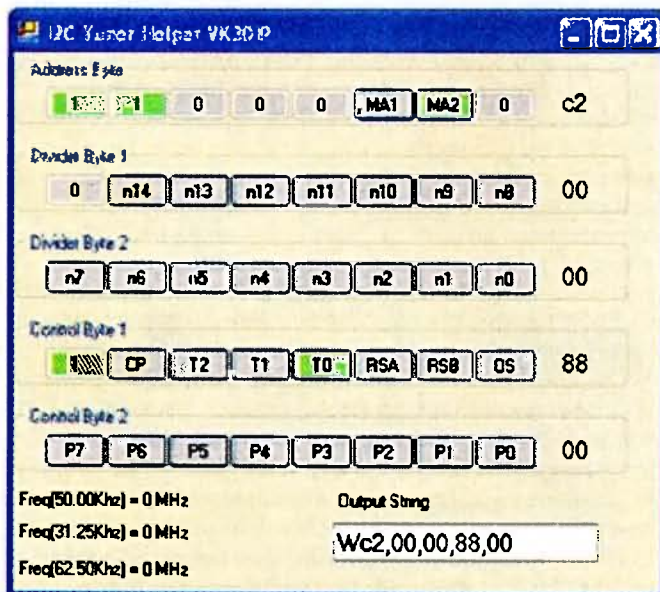 I2C Tuner Helper VK3DIP
Address Byte
1 1 0 0 0 MA1 MA2 0 c2
Divider Byte 1
0 n14 n13 n12 n11 n10 n9 n8 00
Divider Byte 2
n7 n6 n5 n4 n3 n2 n1 n0 00
Control Byte 1
1 CP T2 T1 T0 RSA RSB OS 88
Control Byte 2
P7 P6 P5 P4 P3 P2 P1 P0 00
Freq(50.00Khz) = 0 MHz
Output String
Freq(31.25Khz) = 0 MHz
Wc2,00,00,88,00
Freq(62.50Khz) = 0 MHz